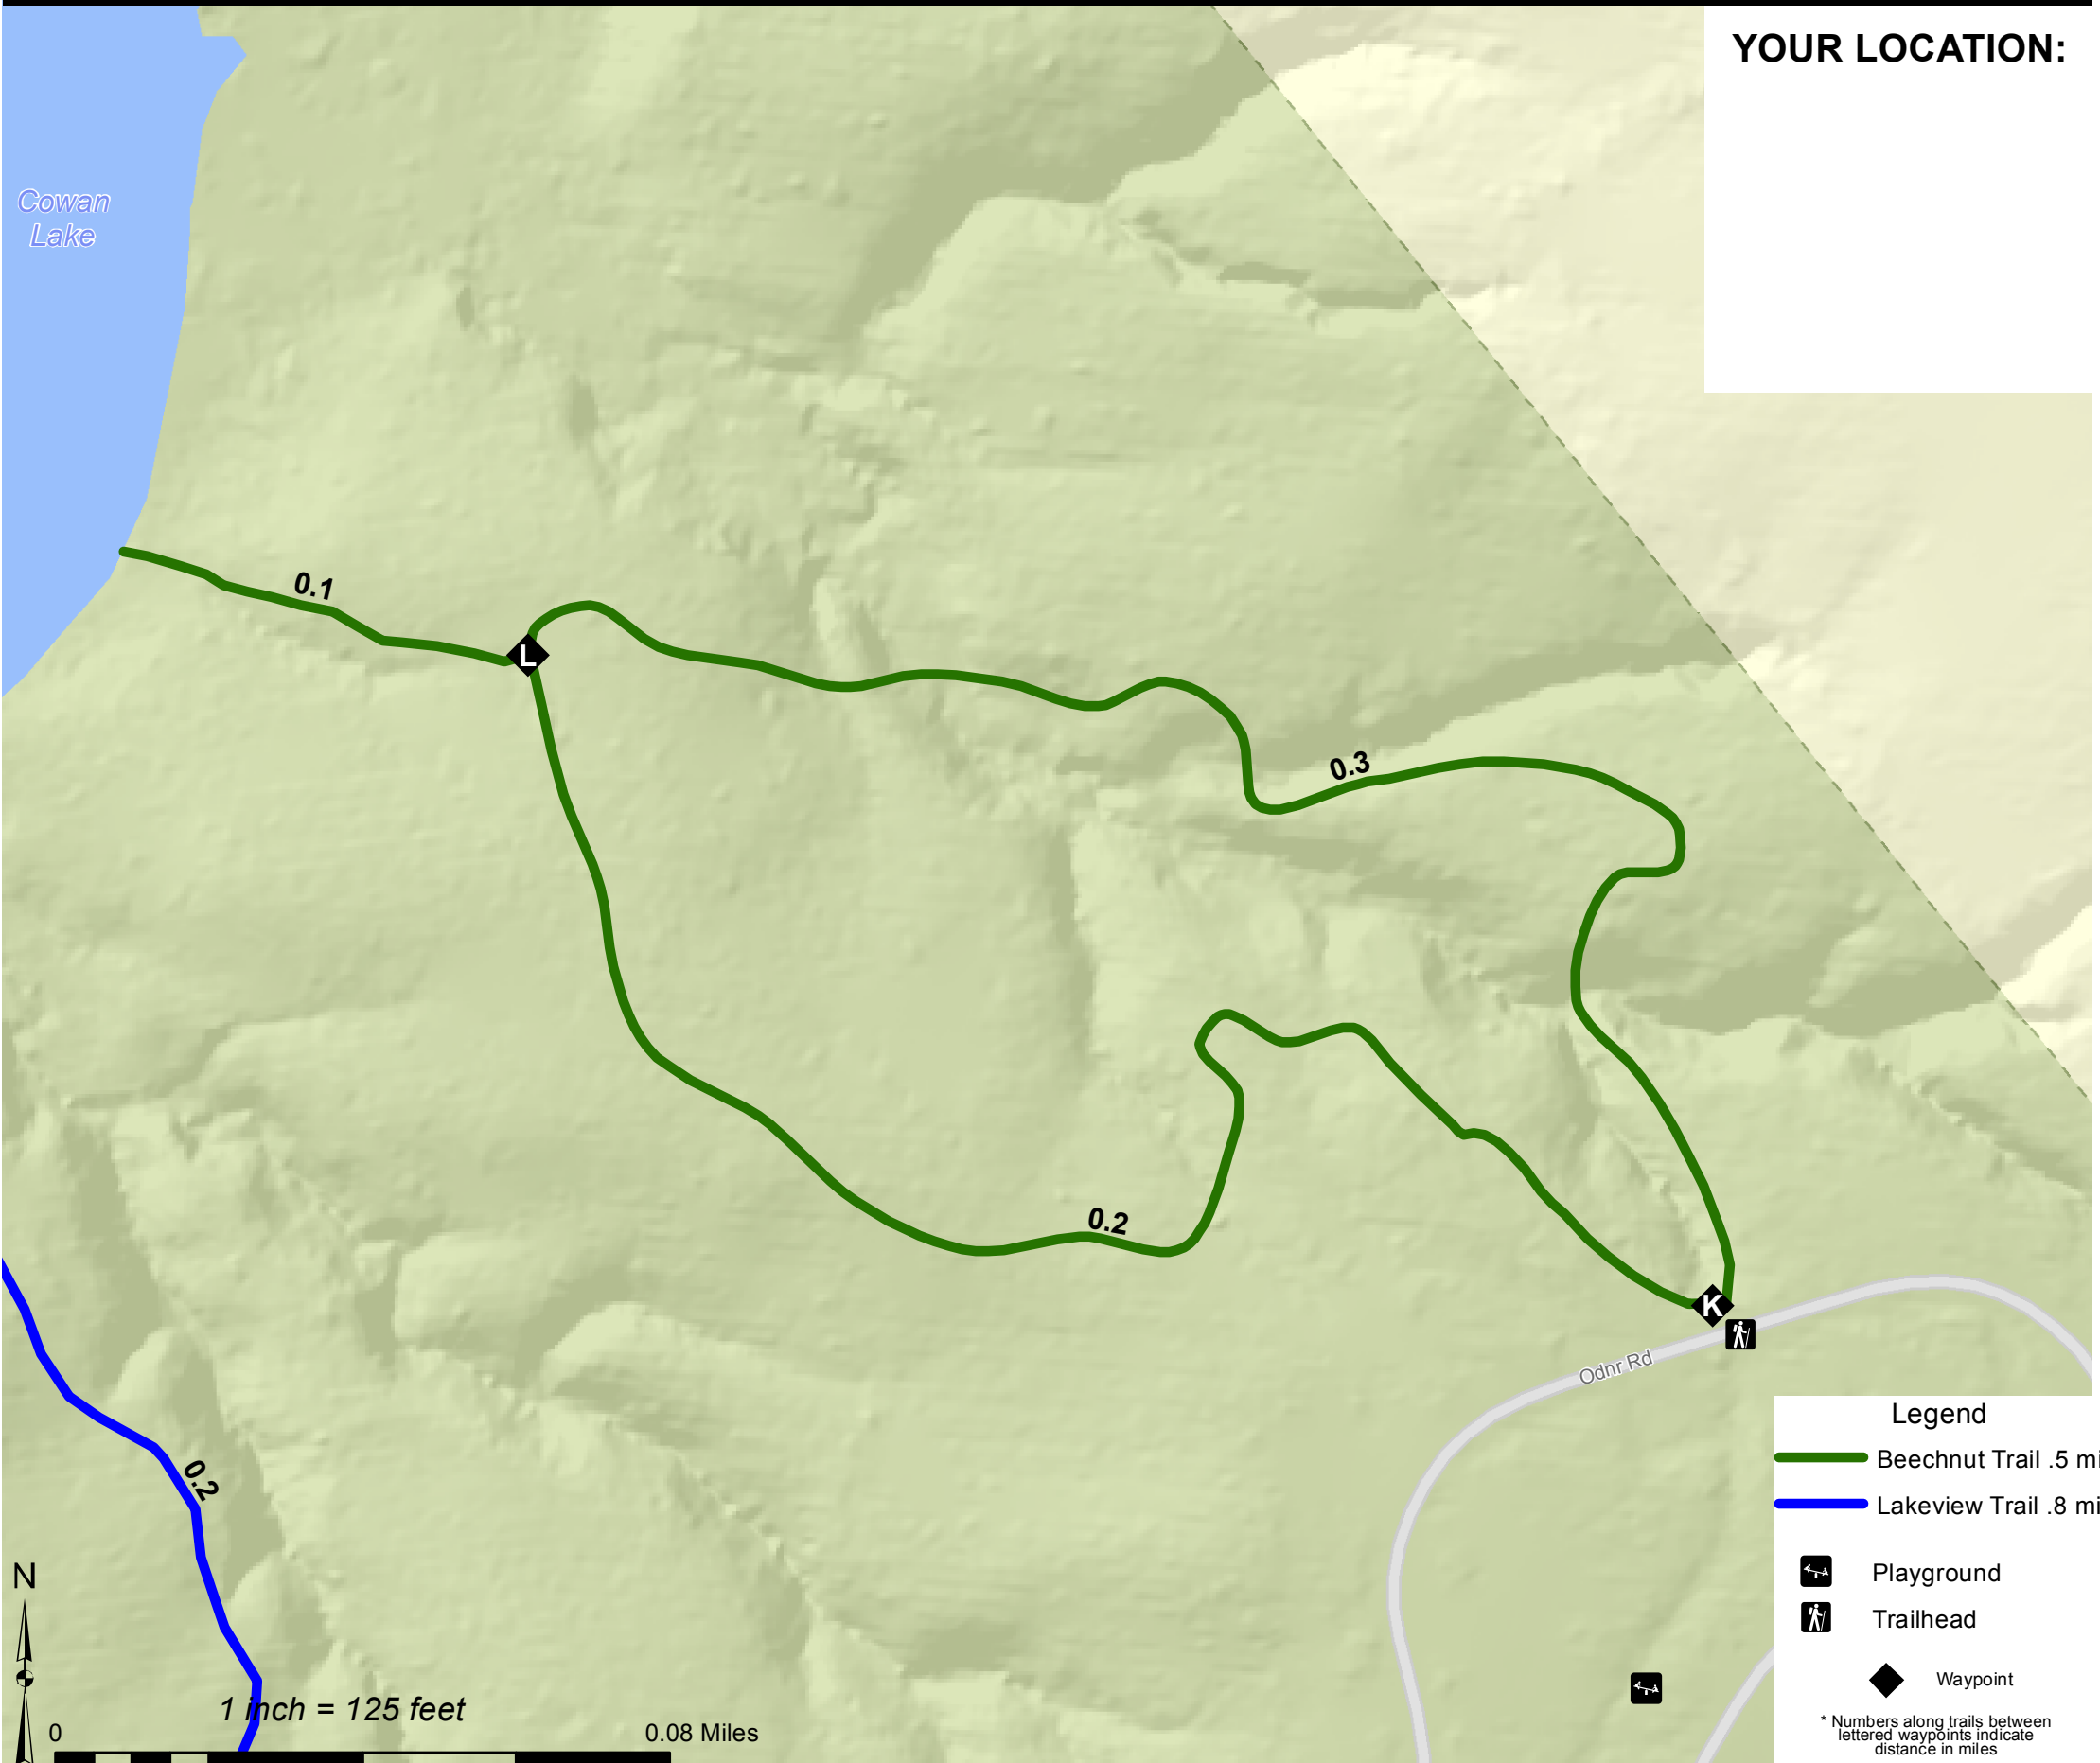 YOUR LOCATION:
Cowan
Lake
0.1
L
0.3
0.2
K
Odnr Rd
0.2
Legend
Beechnut Trail .5 mi
Lakeview Trail .8 mi
Playground
Trailhead
Waypoint
* Numbers along trails between
lettered waypoints indicate
distance in miles
N
1 inch = 125 feet
0
0.08 Miles